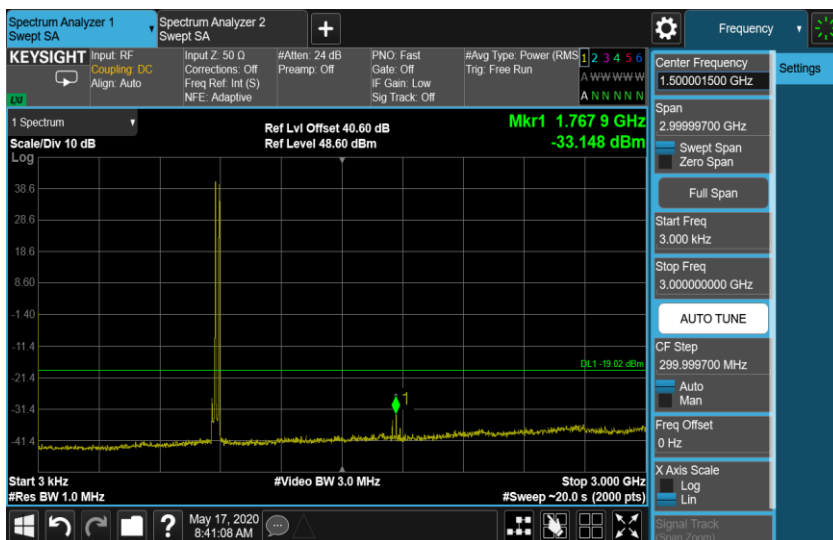 Spectrum Analyzer 1
Swept SA
Spectrum Analyzer 2
Swept SA
Frequency
KEYSIGHT
Input: RF
Coupling: DC
Align: Auto
Input Z: 50 Ω
Corrections: Off
Freq Ref: Int (S)
NFE: Adaptive
#Atten: 24 dB
Preamp: Off
PNO: Fast
Gate: Off
IF Gain: Low
Sig Track: Off
#Avg Type: Power (RMS
Trig: Free Run
1 2 3 4 5 6
A W W W W W
A N N N N N
LXI
1 Spectrum
Scale/Div 10 dB
Log
Ref Lvl Offset 40.60 dB
Ref Level 48.60 dBm
Mkr1 1.767 9 GHz
-33.148 dBm
38.6
28.6
18.6
8.60
-1.40
-11.4
-21.4
-31.4
-41.4
DL1 -19.02 dBm
1
Start 3 kHz
#Res BW 1.0 MHz
#Video BW 3.0 MHz
Stop 3.000 GHz
#Sweep ~20.0 s (2000 pts)
?
May 17, 2020
8:41:08 AM
Center Frequency
1.500001500 GHz
Span
2.99999700 GHz
Swept Span
Zero Span
Full Span
Start Freq
3.000 kHz
Stop Freq
3.000000000 GHz
AUTO TUNE
CF Step
299.999700 MHz
Auto
Man
Freq Offset
0 Hz
X Axis Scale
Log
Lin
Signal Track
(Span Zoom)
Settings